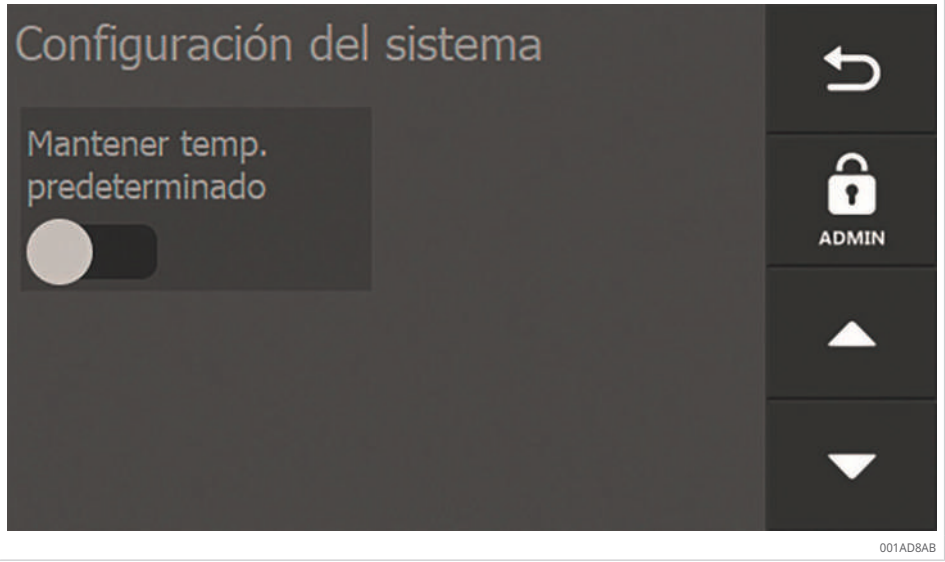 Configuración del sistema
Mantener temp.
predeterminado
ADMIN
001AD8AB